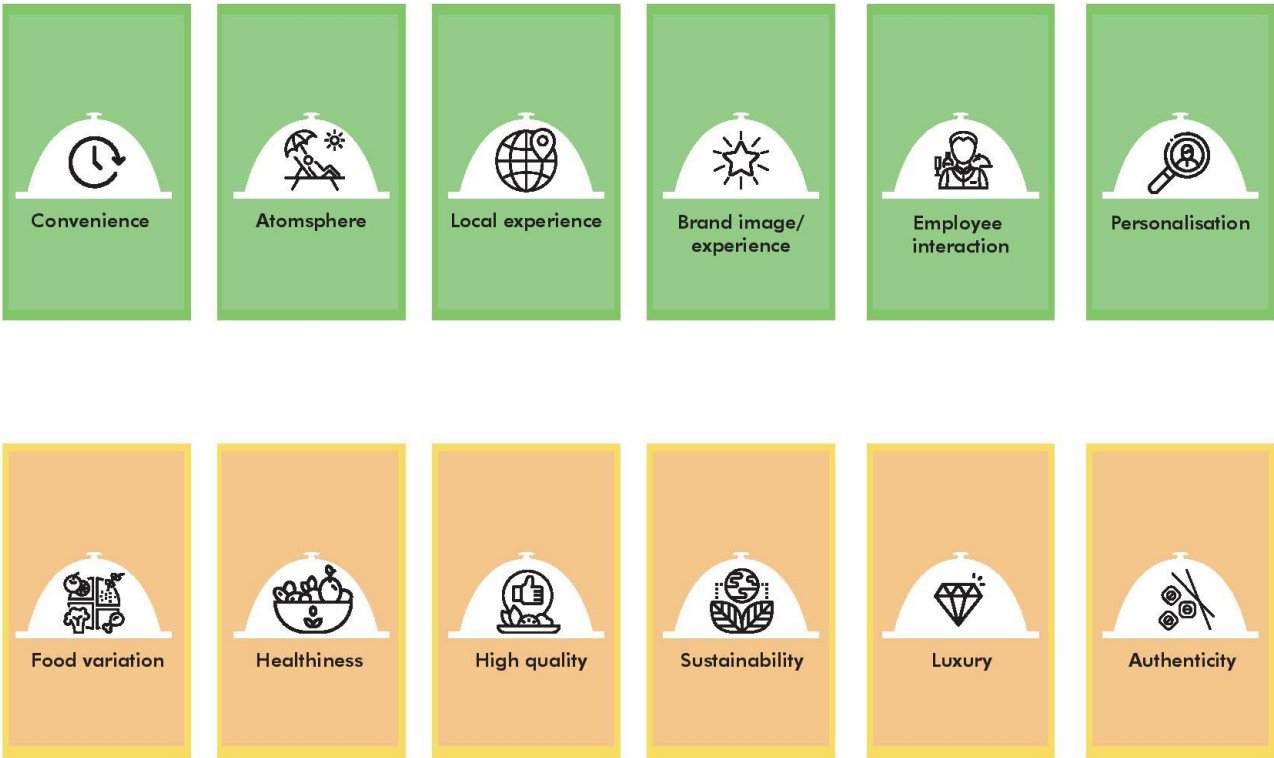 Convenience
Atomsphere
Local experience
Brand image/
experience
Employee
interaction
Personalisation
Food variation
Healthiness
High quality
Sustainability
Luxury
Authenticity